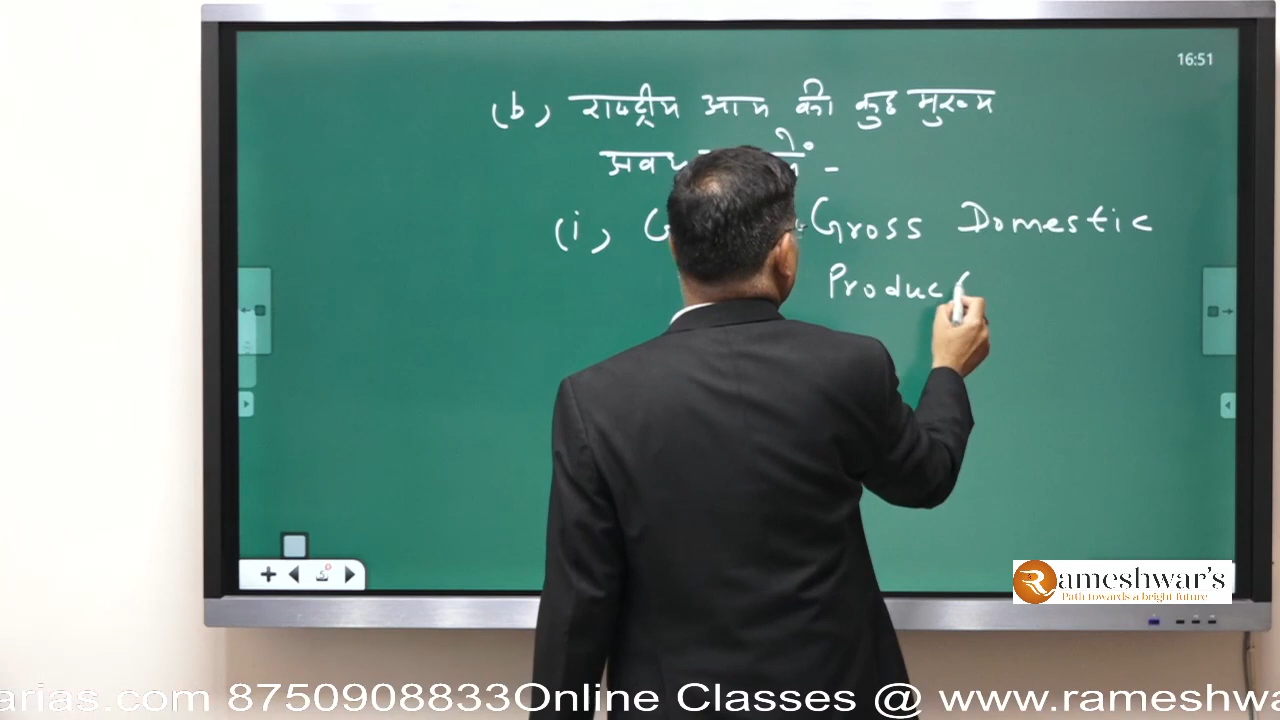 16:51
(b) राष्ट्रीय आय की कुछ मुख्य
(i) Gross Domestic
Produc
Rameshwar's
Path towards a bright future
arias.com 8750908833Online Classes @ www.rameshwa